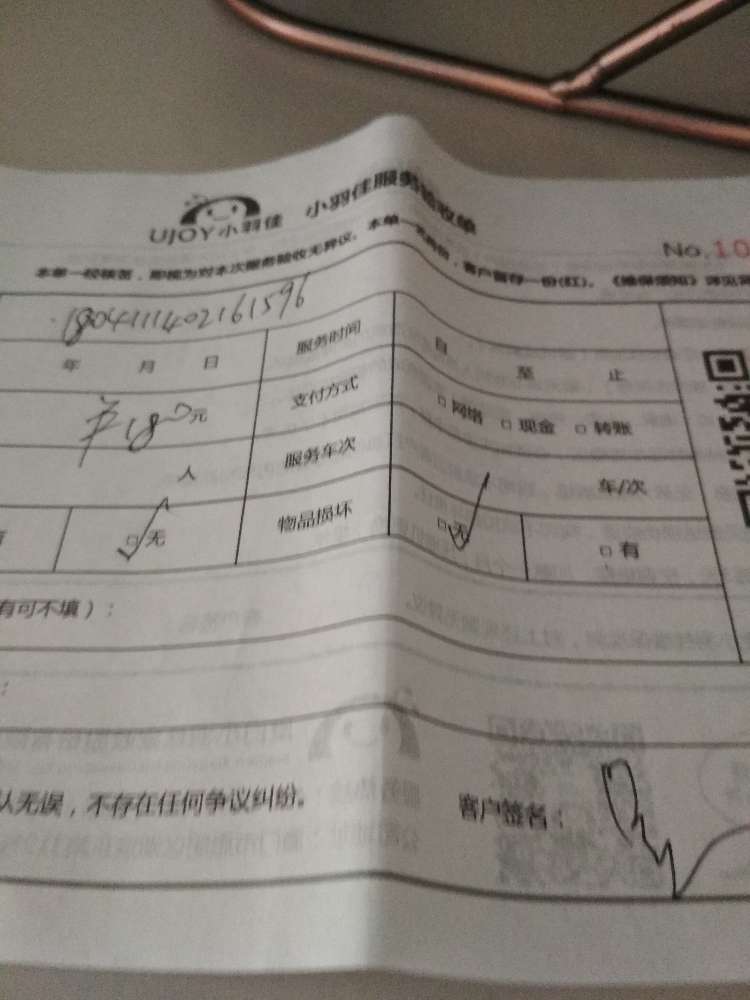 UJOY小羽佳 小羽佳服务验收单
No.10
本单一经核签，即视为对本次服务验收无异议。本单一式两份，客户留存一份(红)。《维保须知》详见背
1804111402161596
年 月 日 服务时间 自 至 止
¥180元 支付方式 □网络 □现金 □转账
人 服务车次 车/次
□无 物品损坏 □无 □有
有可不填）：
：
认无误，不存在任何争议纠纷。 客户签名：